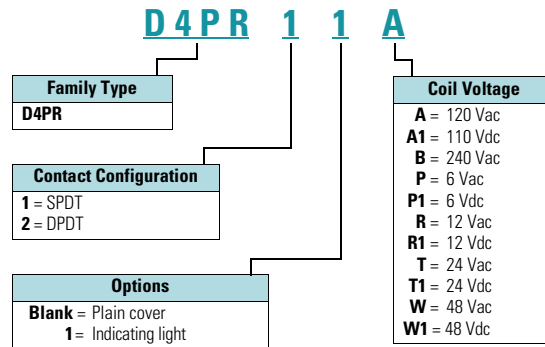 D4PR 1 1 A
Family Type
D4PR
Contact Configuration
1 = SPDT
2 = DPDT
Options
Blank = Plain cover
1 = Indicating light
Coil Voltage
A = 120 Vac
A1 = 110 Vdc
B = 240 Vac
P = 6 Vac
P1 = 6 Vdc
R = 12 Vac
R1 = 12 Vdc
T = 24 Vac
T1 = 24 Vdc
W = 48 Vac
W1 = 48 Vdc